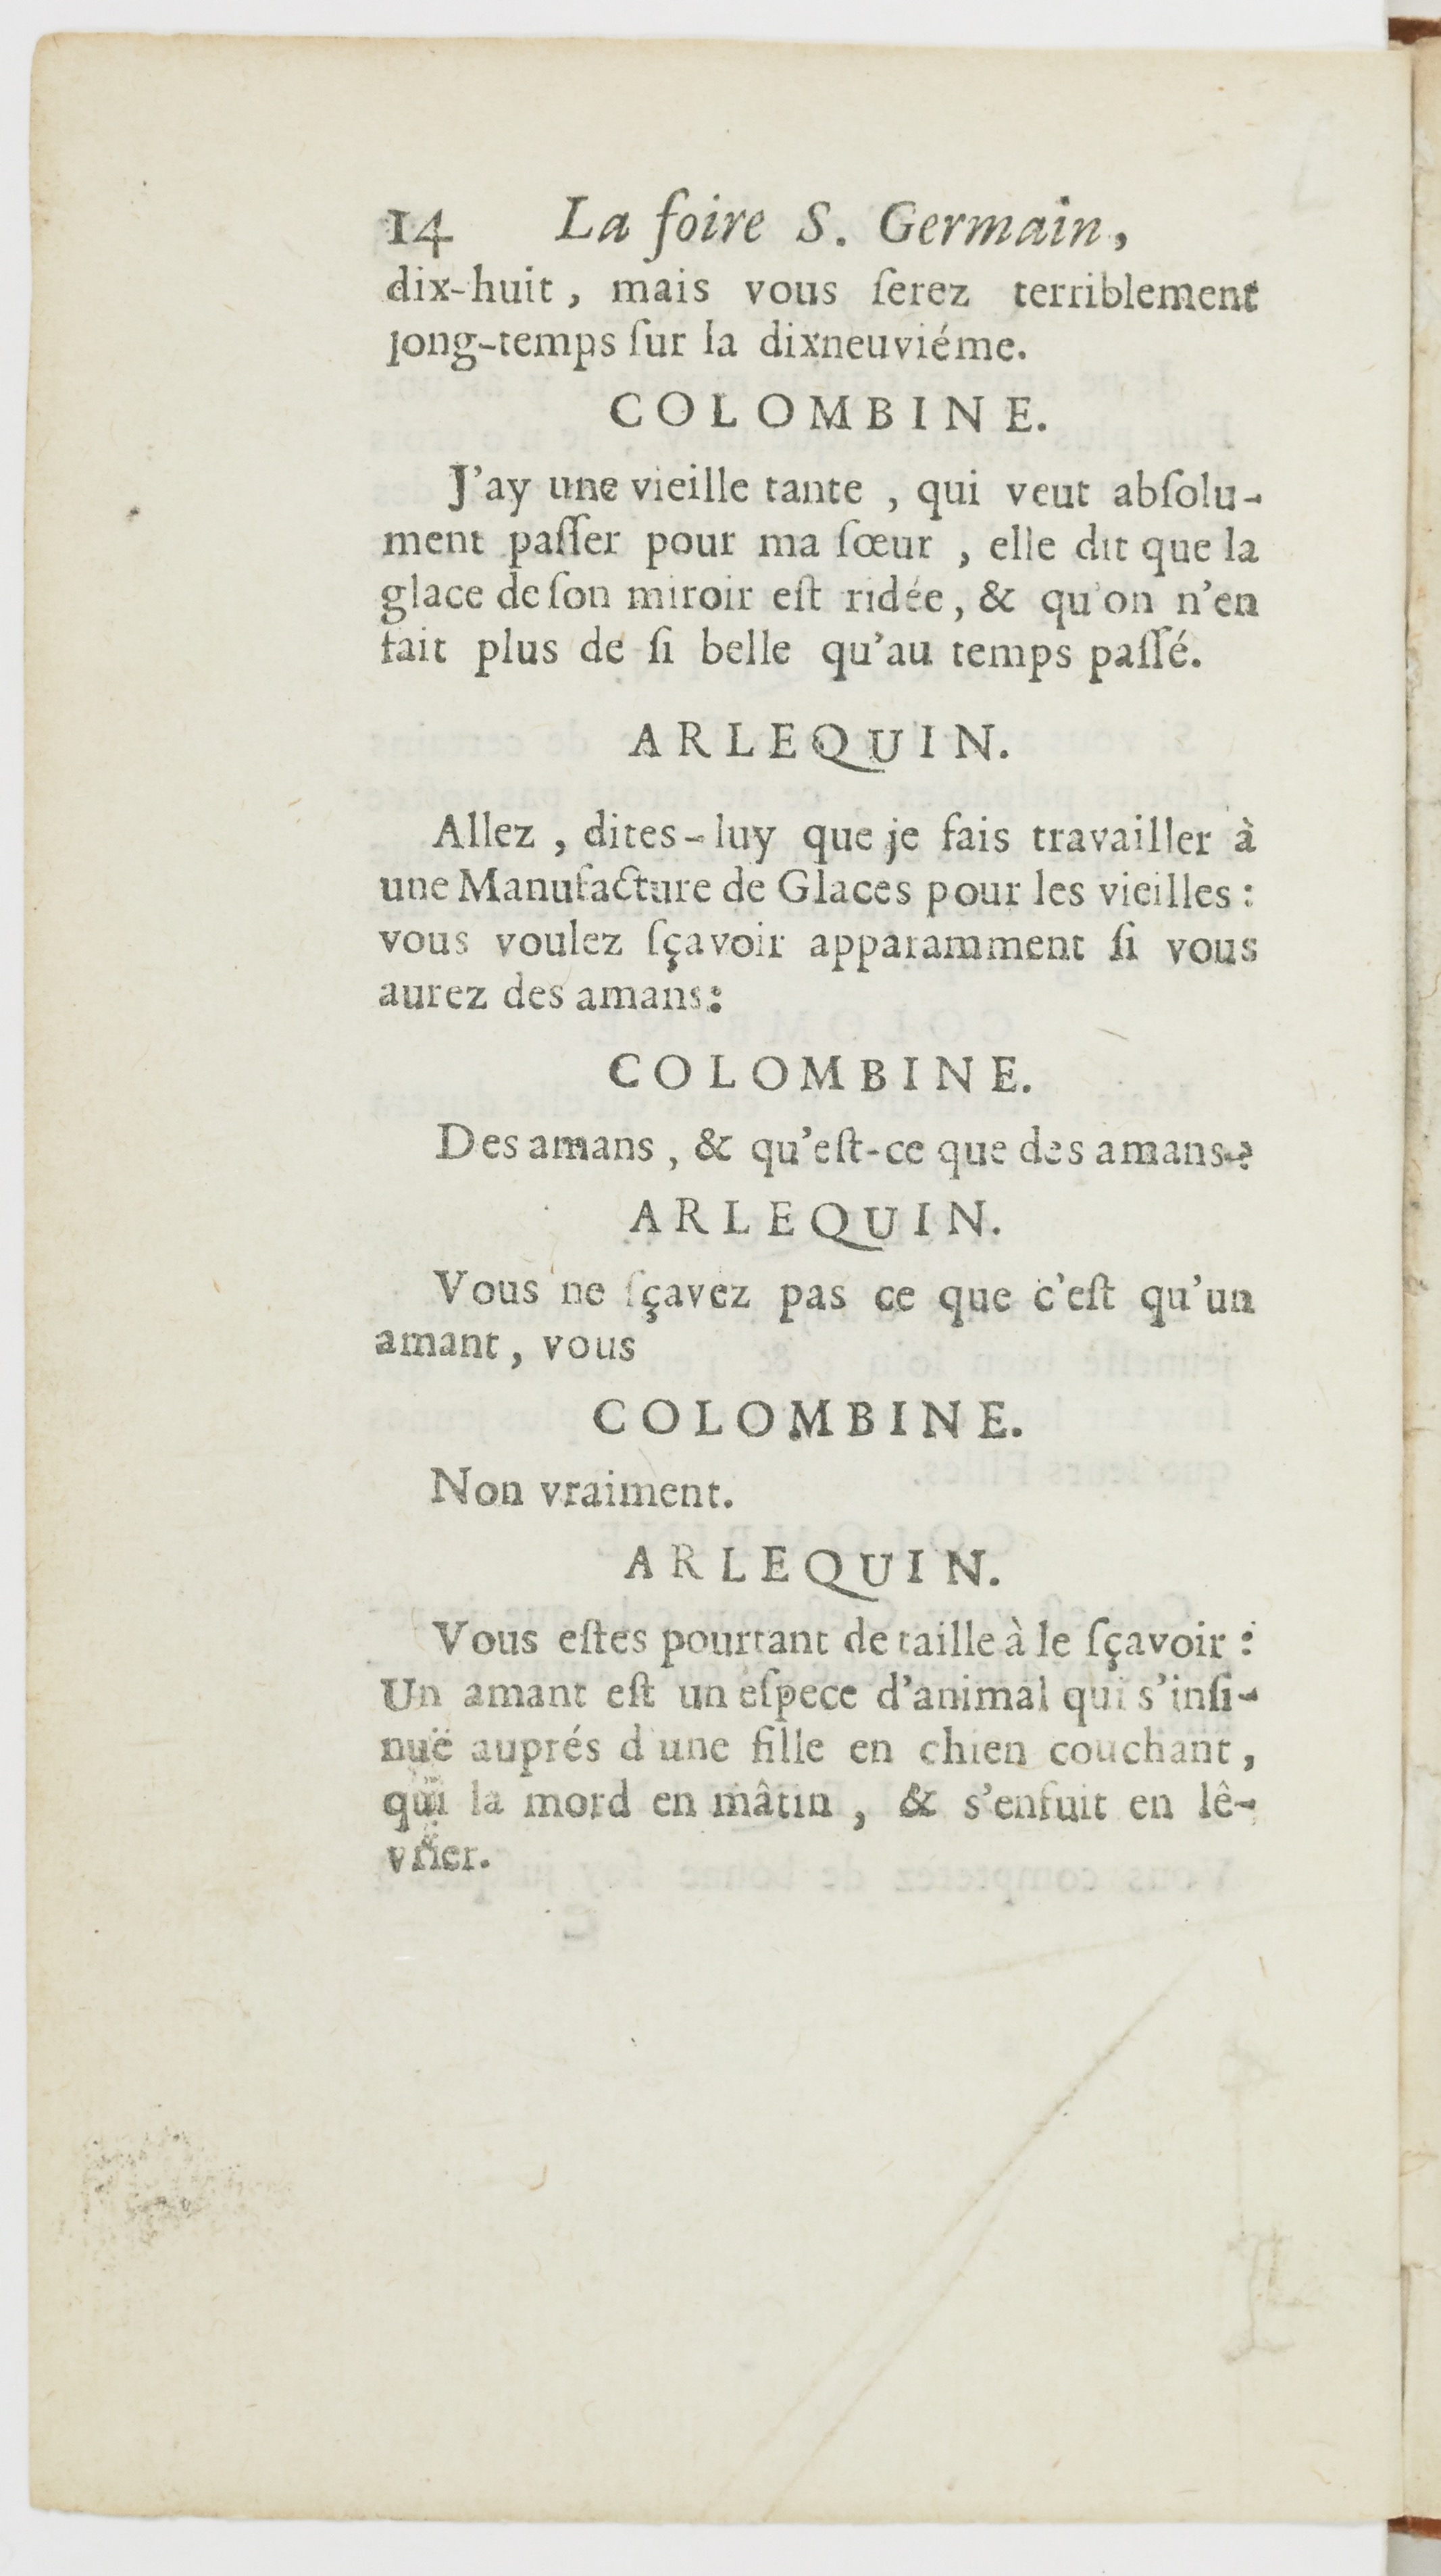 14 La foire S. Germain,
dix-huit, mais vous ſerez terriblement
long-temps ſur la dixneuviéme.
COLOMBINE.
J'ay une vieille tante, qui veut abſolu-
ment paſſer pour ma ſœur, elle dit que la
glace de ſon miroir eſt ridée, & qu'on n'en
fait plus de ſi belle qu'au temps paſſé.
ARLEQUIN.
Allez, dites-luy que je fais travailler à
une Manufacture de Glaces pour les vieilles:
vous voulez ſçavoir apparamment ſi vous
aurez des amans:
COLOMBINE.
Des amans, & qu'eſt-ce que des amans?
ARLEQUIN.
Vous ne ſçavez pas ce que c'eſt qu'un
amant, vous
COLOMBINE.
Non vraiment.
ARLEQUIN.
Vous eſtes pourtant de taille à le ſçavoir:
Un amant eſt un eſpece d'animal qui s'inſi-
nuë auprés d'une fille en chien couchant,
qui la mord en mâtin, & s'enfuit en lê-
vrier.